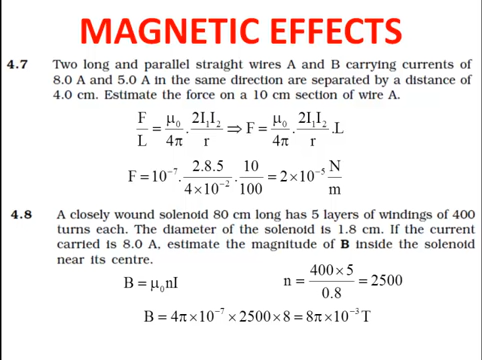 MAGNETIC EFFECTS
4.7 Two long and parallel straight wires A and B carrying currents of
8.0 A and 5.0 A in the same direction are separated by a distance of
4.0 cm. Estimate the force on a 10 cm section of wire A.
F/L = μ₀/4π . 2I₁I₂/r ⇒ F = μ₀/4π . 2I₁I₂/r .L
F = 10⁻⁷ . 2.8.5/4×10⁻² . 10/100 = 2×10⁻⁵ N/m
4.8 A closely wound solenoid 80 cm long has 5 layers of windings of 400
turns each. The diameter of the solenoid is 1.8 cm. If the current
carried is 8.0 A, estimate the magnitude of B inside the solenoid
near its centre.
B = μ₀nI n = 400×5/0.8 = 2500
B = 4π×10⁻⁷ × 2500×8 = 8π×10⁻³ T